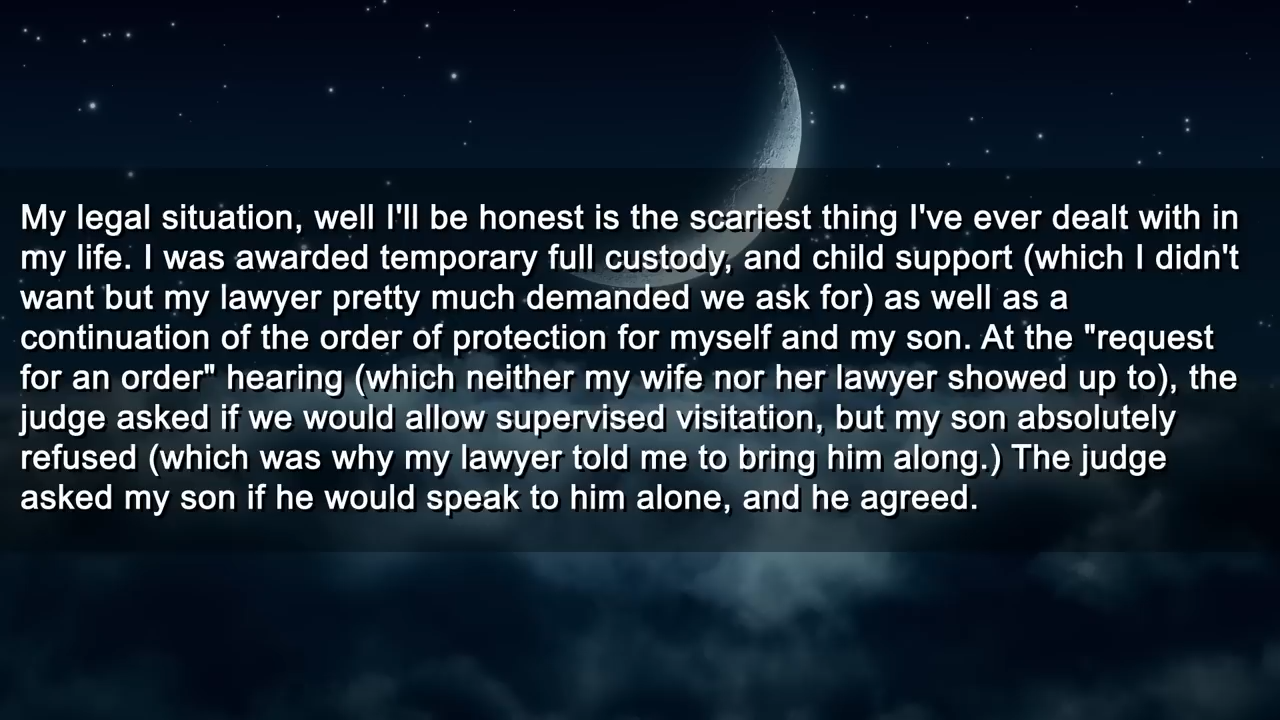 My legal situation, well I'll be honest is the scariest thing I've ever dealt with in
my life. I was awarded temporary full custody, and child support (which I didn't
want but my lawyer pretty much demanded we ask for) as well as a
continuation of the order of protection for myself and my son. At the "request
for an order" hearing (which neither my wife nor her lawyer showed up to), the
judge asked if we would allow supervised visitation, but my son absolutely
refused (which was why my lawyer told me to bring him along.) The judge
asked my son if he would speak to him alone, and he agreed.